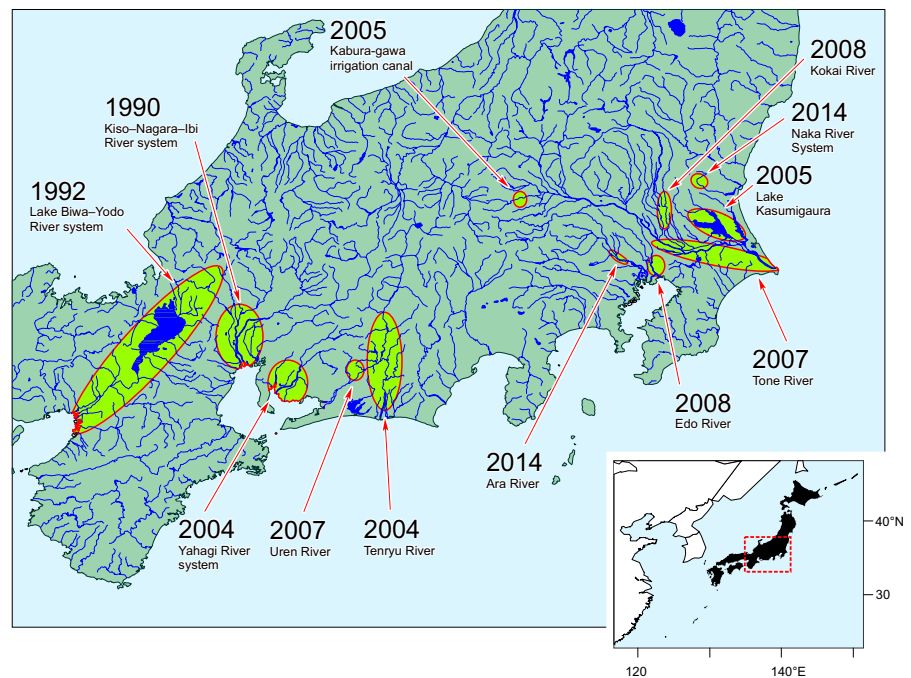 2005
Kabura-gawa
irrigation canal
2008
Kokai River
1990
Kiso–Nagara–Ibi
River system
2014
Naka River
System
1992
Lake Biwa–Yodo
River system
2005
Lake
Kasumigaura
2007
Tone River
2008
Edo River
2014
Ara River
2004
Yahagi River
system
2007
Uren River
2004
Tenryu River
40°N
30
120
140°E